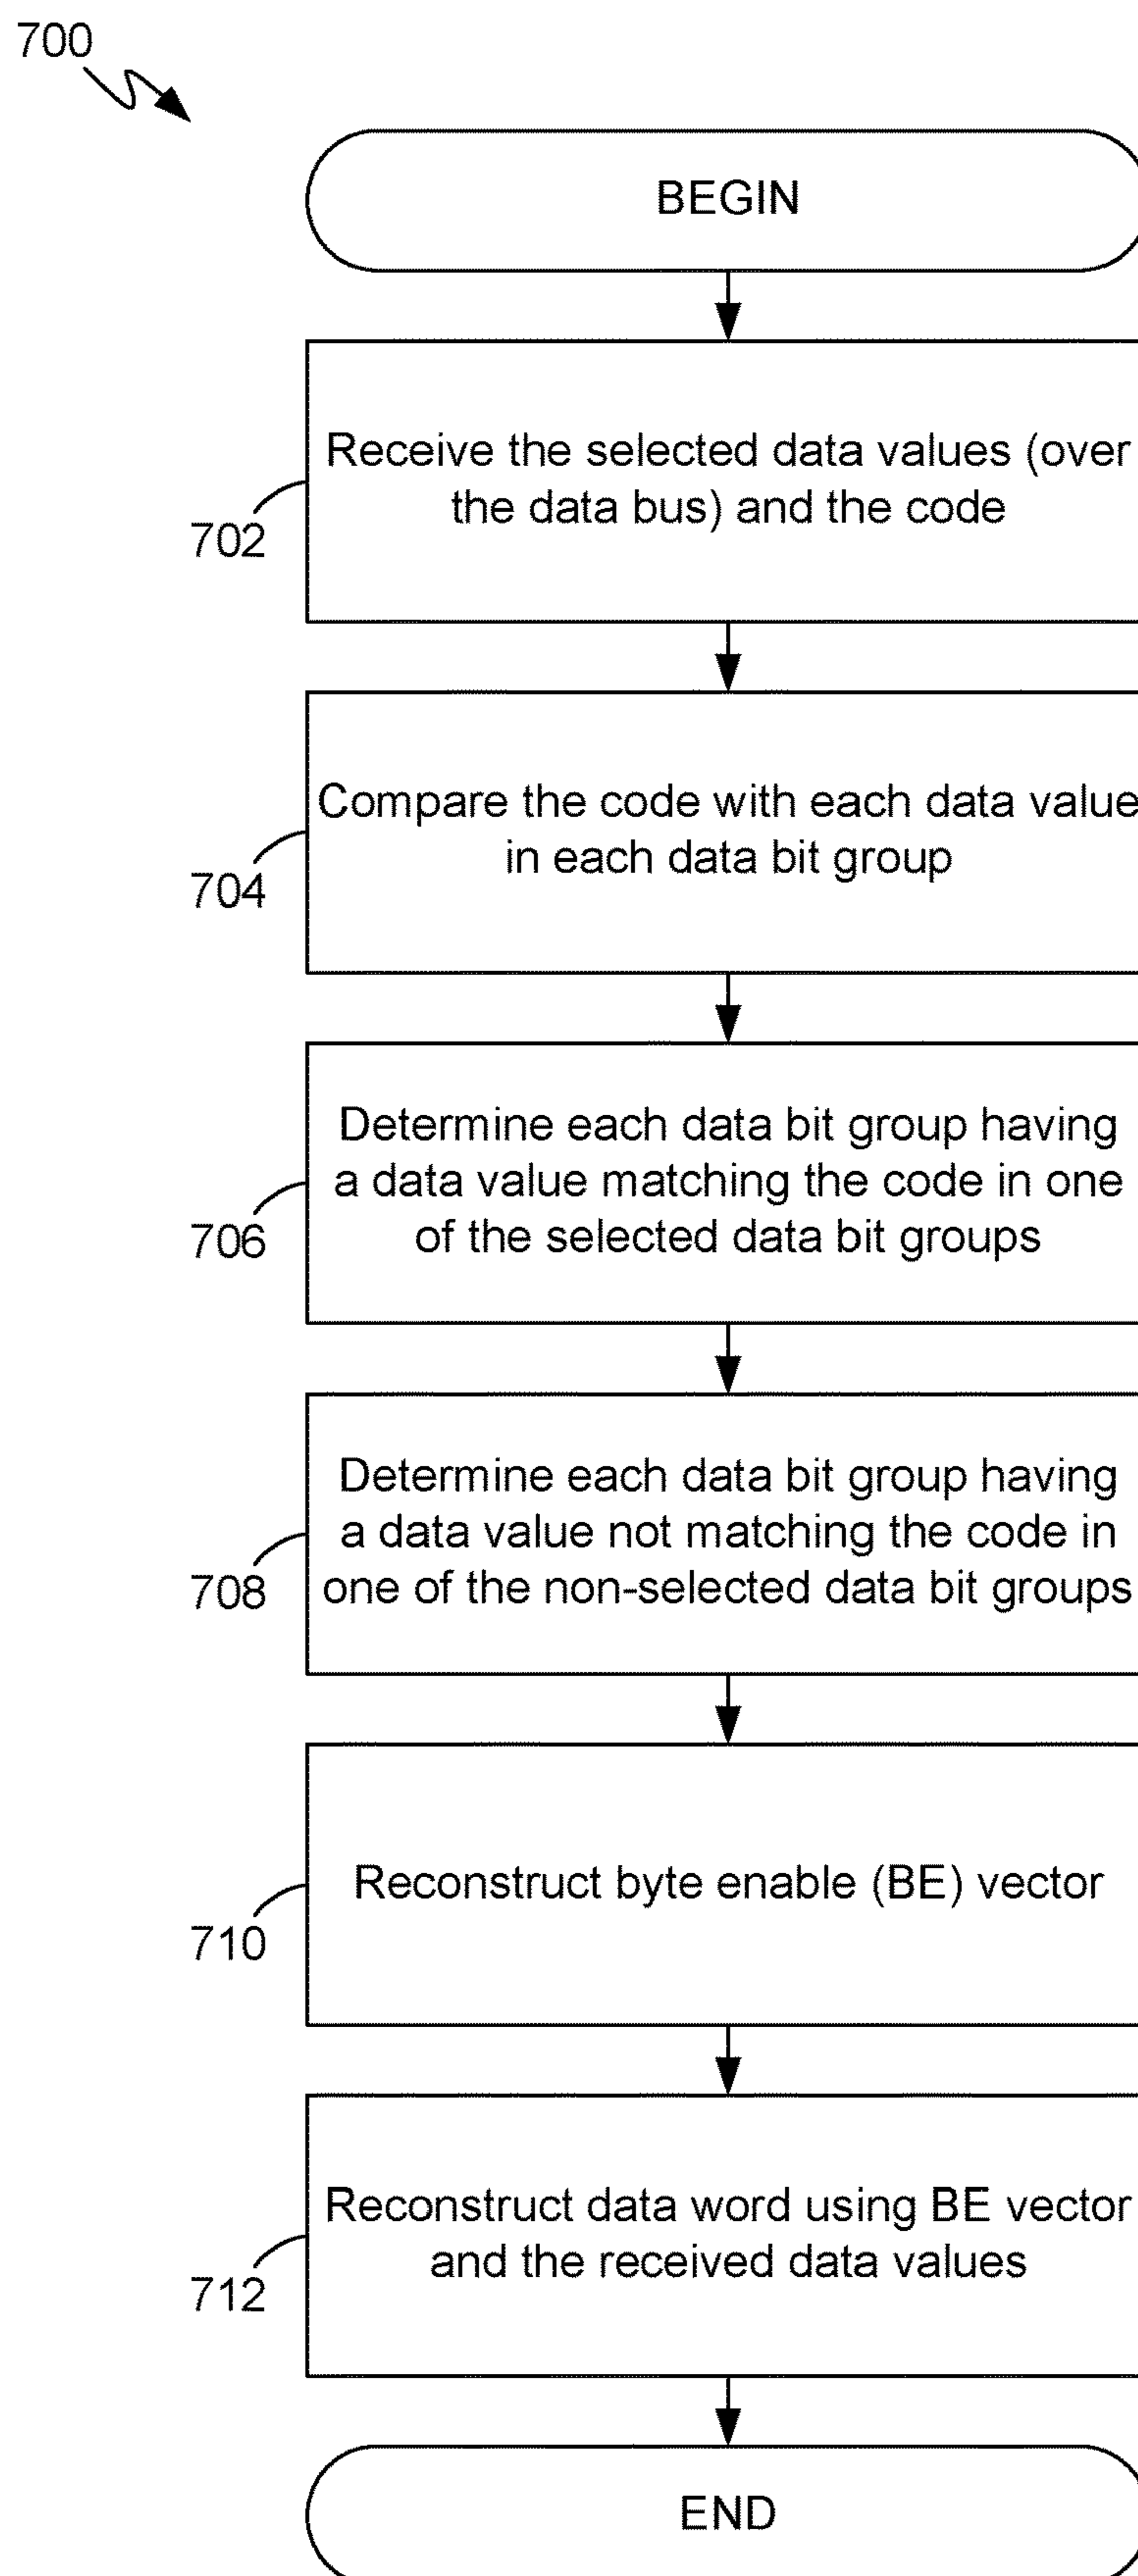 700
BEGIN
Receive the selected data values (over
the data bus) and the code
702
Compare the code with each data value
in each data bit group
704
Determine each data bit group having
a data value matching the code in one
of the selected data bit groups
706
Determine each data bit group having
a data value not matching the code in
one of the non-selected data bit groups
708
Reconstruct byte enable (BE) vector
710
Reconstruct data word using BE vector
and the received data values
712
END